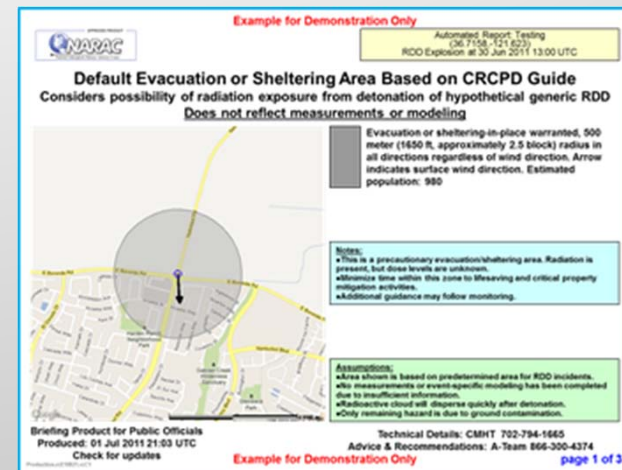 Example for Demonstration Only
NARAC
Automated Report: Testing
(36.7158,-121.623)
RDD Explosion at 30 Jun 2011 13:00 UTC
Default Evacuation or Sheltering Area Based on CRCPD Guide
Considers possibility of radiation exposure from detonation of hypothetical generic RDD
Does not reflect measurements or modeling
Evacuation or sheltering-in-place warranted, 500
meter (1650 ft, approximately 2.5 block) radius in
all directions regardless of wind direction. Arrow
indicates surface wind direction. Estimated
population: 980
Notes:
●This is a precautionary evacuation/sheltering area. Radiation is
present, but dose levels are unknown.
●Minimize time within this zone to lifesaving and critical property
mitigation activities.
●Additional guidance may follow monitoring.
Assumptions:
●Area shown is based on predetermined area for RDD incidents.
●No measurements or event-specific modeling has been completed
due to insufficient information.
●Radioactive cloud will disperse quickly after detonation.
●Only remaining hazard is due to ground contamination.
Briefing Product for Public Officials
Produced: 01 Jul 2011 21:03 UTC
Check for updates
Technical Details: CMHT 702-794-1665
Advice & Recommendations: A-Team 866-300-4374
Example for Demonstration Only
page 1 of 3